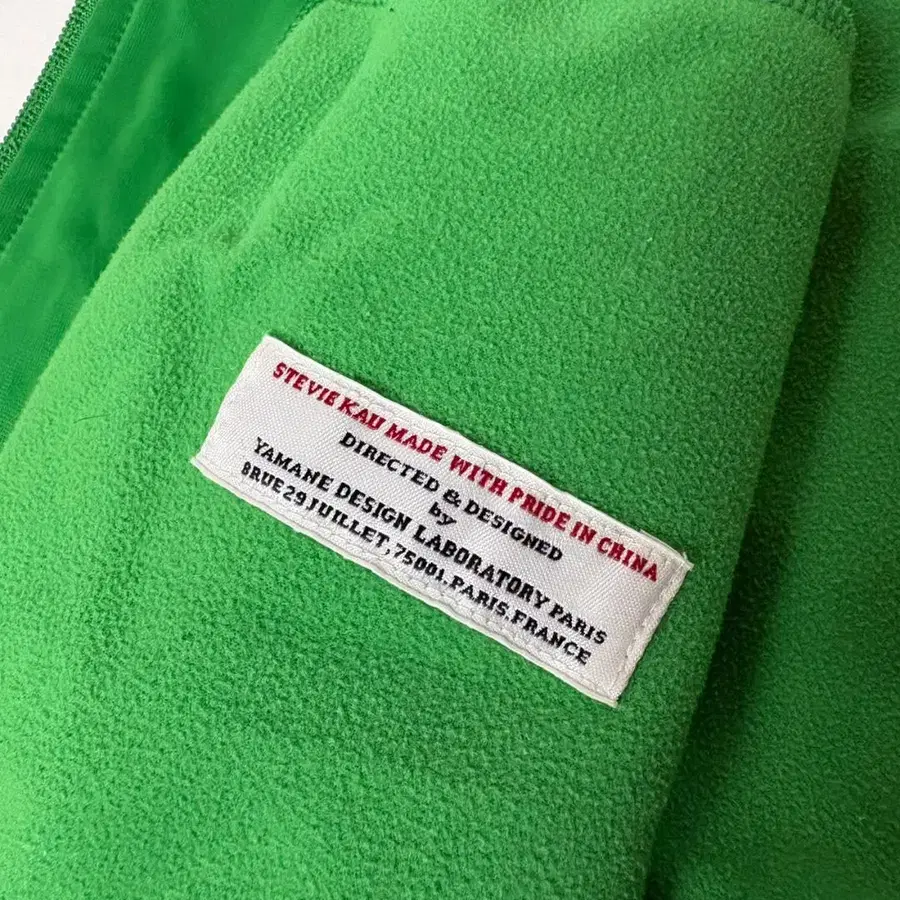 STEVIE KAU MADE WITH PRIDE IN CHINA
DIRECTED & DESIGNED
by
YAMANE DESIGN LABORATORY PARIS
8RUE29JUILLET,75001.PARIS.FRANCE